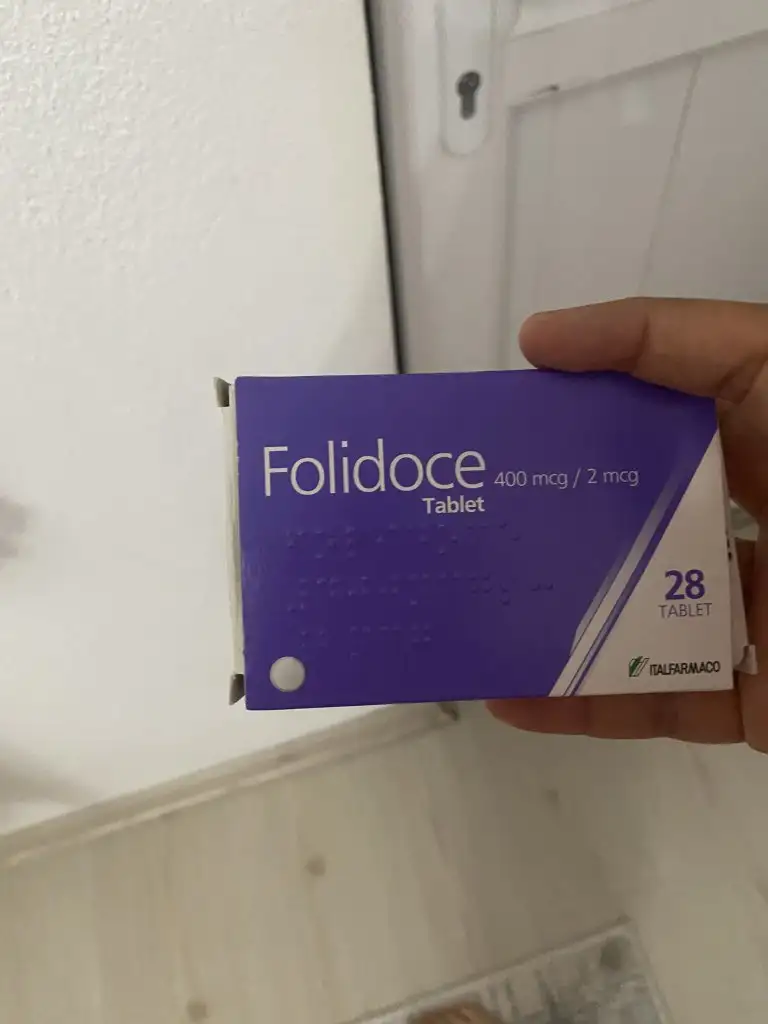 Folidoce 400 mcg / 2 mcg
Tablet
28
TABLET
ITALFARMACO